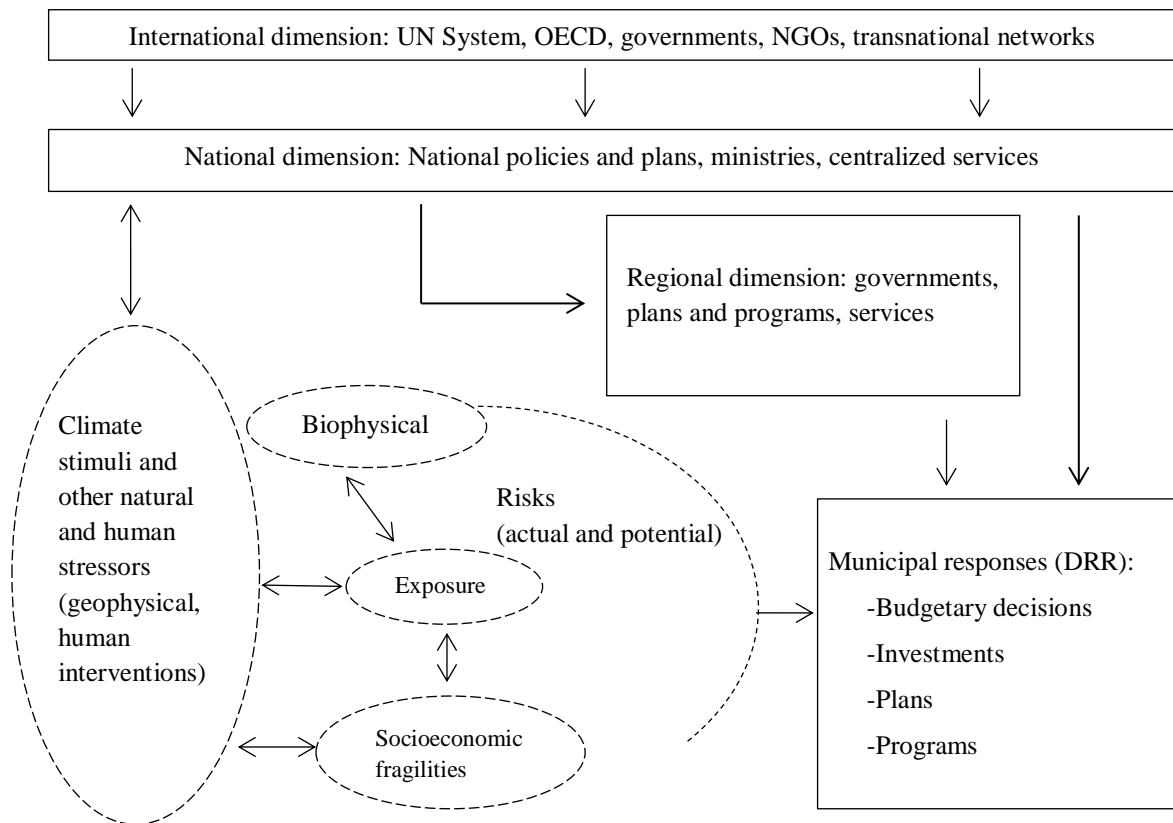 International dimension: UN System, OECD, governments, NGOs, transnational networks
National dimension: National policies and plans, ministries, centralized services
Regional dimension: governments,
plans and programs, services
Climate
stimuli and
other natural
and human
stressors
(geophysical,
human
interventions)
Biophysical
Risks
(actual and potential)
Exposure
Socioeconomic
fragilities
Municipal responses (DRR):
-Budgetary decisions
-Investments
-Plans
-Programs